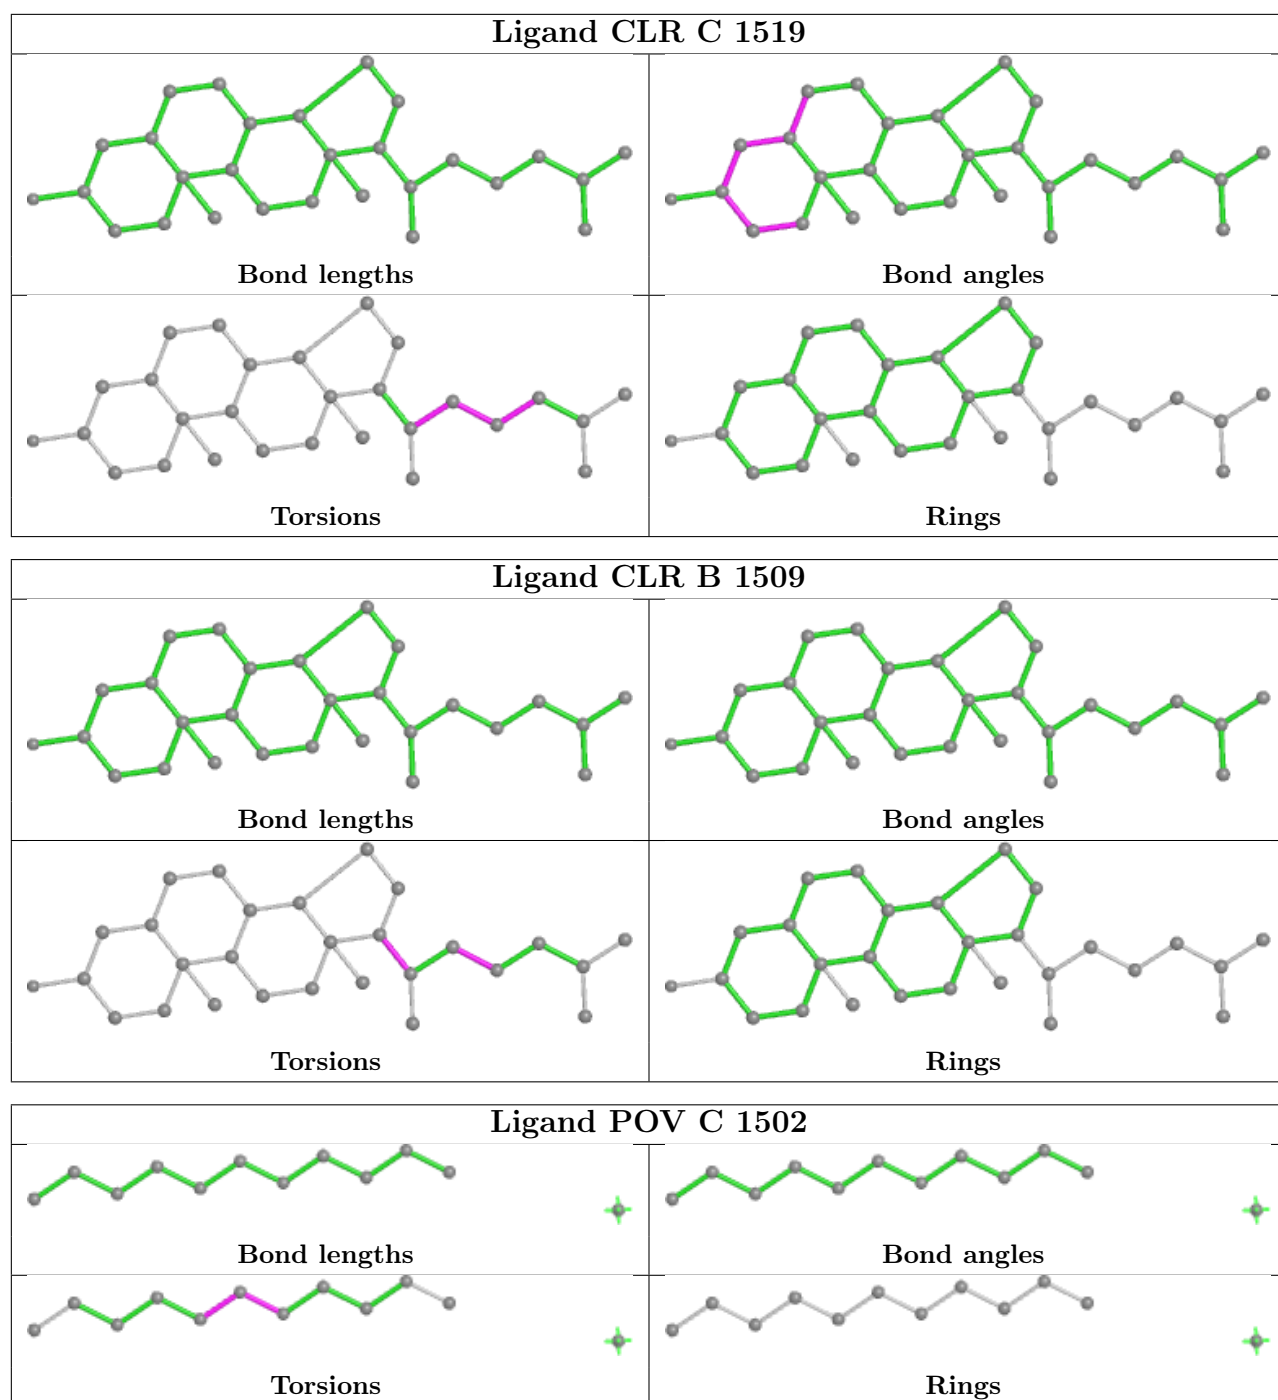 Ligand CLR C 1519
Bond lengths
Bond angles
Torsions
Rings
Ligand CLR B 1509
Bond lengths
Bond angles
Torsions
Rings
Ligand POV C 1502
Bond lengths
Bond angles
Torsions
Rings